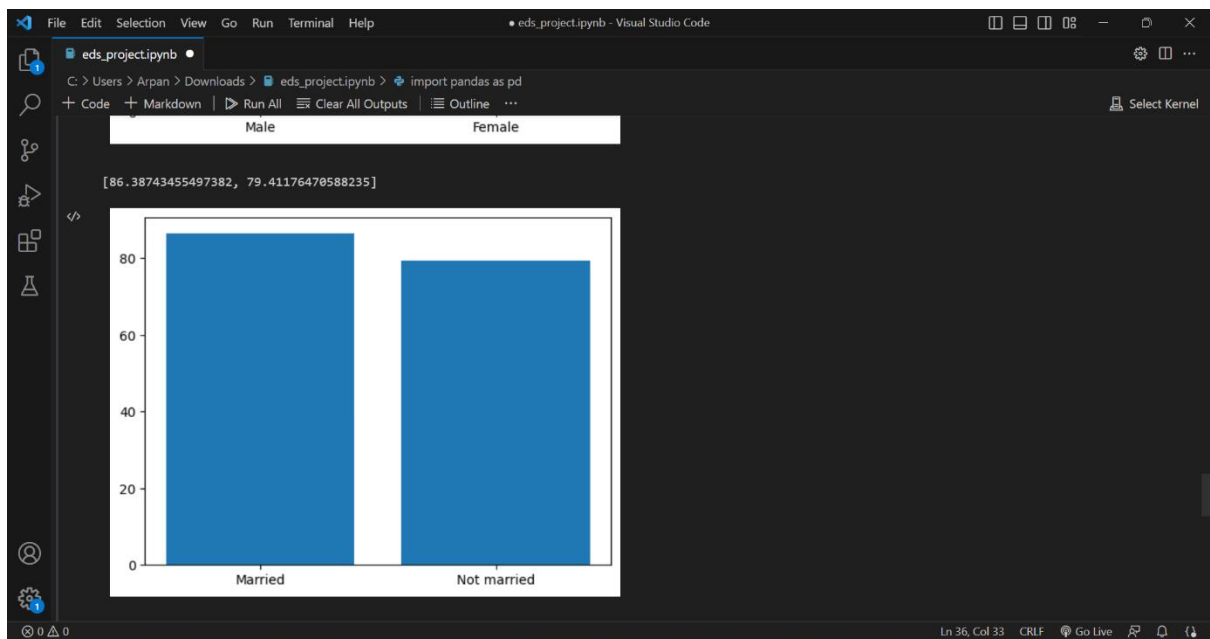 File Edit Selection View Go Run Terminal Help ● eds_project.ipynb - Visual Studio Code
eds_project.ipynb ●
C: > Users > Arpan > Downloads > eds_project.ipynb > import pandas as pd
+ Code + Markdown | Run All Clear All Outputs | Outline ... Select Kernel
Male Female
[86.38743455497382, 79.41176470588235]
80
60
40
20
0
Married Not married
1
1
0 0 Ln 36, Col 33 CRLF Go Live